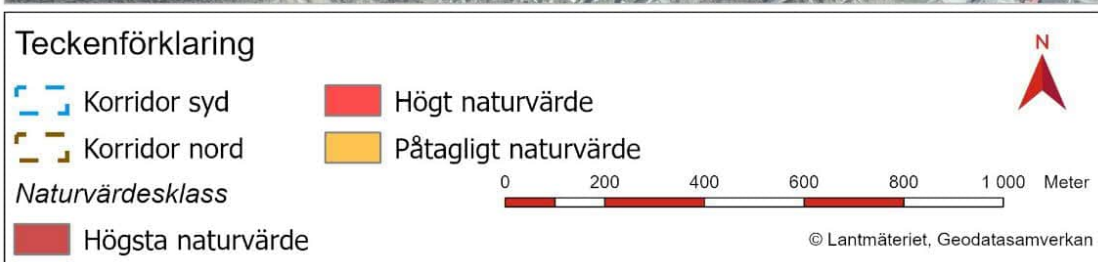 Teckenförklaring
N
Korridor syd
Högt naturvärde
Korridor nord
Påtagligt naturvärde
Naturvärdesklass
0 200 400 600 800 1 000 Meter
Högsta naturvärde
© Lantmäteriet, Geodatasamverkan